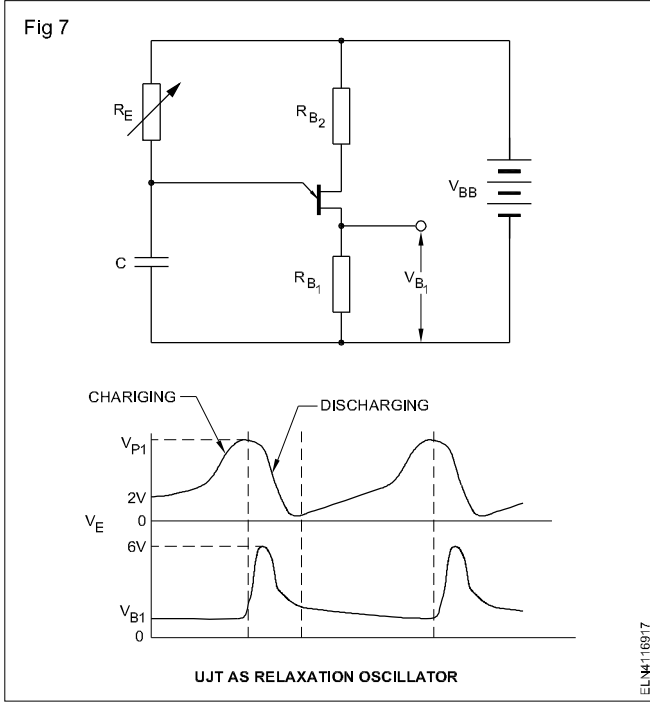 Fig 7
R_E
R_B2
V_BB
C
R_B1
V_B1
CHARIGING
DISCHARGING
V_P1
2V
V_E
0
6V
V_B1
0
UJT AS RELAXATION OSCILLATOR
ELN4116917